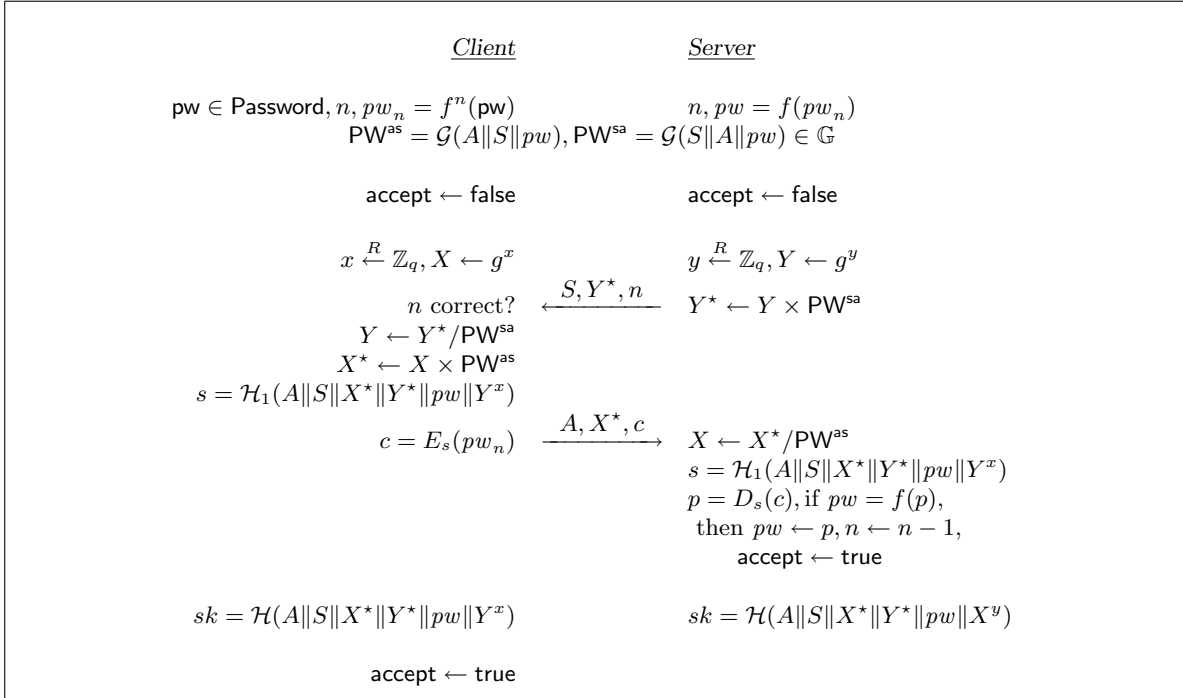 Client Server
pw ∈ Password, n, pw_n = f^n(pw) n, pw = f(pw_n)
PW^as = 𝒢(A‖S‖pw), PW^sa = 𝒢(S‖A‖pw) ∈ 𝔾
accept ← false accept ← false
x ←^R ℤ_q, X ← g^x y ←^R ℤ_q, Y ← g^y
n correct? ←^{S, Y⋆, n} Y⋆ ← Y × PW^sa
Y ← Y⋆/PW^sa
X⋆ ← X × PW^as
s = ℋ_1(A‖S‖X⋆‖Y⋆‖pw‖Y^x)
c = E_s(pw_n) →^{A, X⋆, c} X ← X⋆/PW^as
s = ℋ_1(A‖S‖X⋆‖Y⋆‖pw‖Y^x)
p = D_s(c), if pw = f(p),
then pw ← p, n ← n − 1,
accept ← true
sk = ℋ(A‖S‖X⋆‖Y⋆‖pw‖Y^x) sk = ℋ(A‖S‖X⋆‖Y⋆‖pw‖X^y)
accept ← true